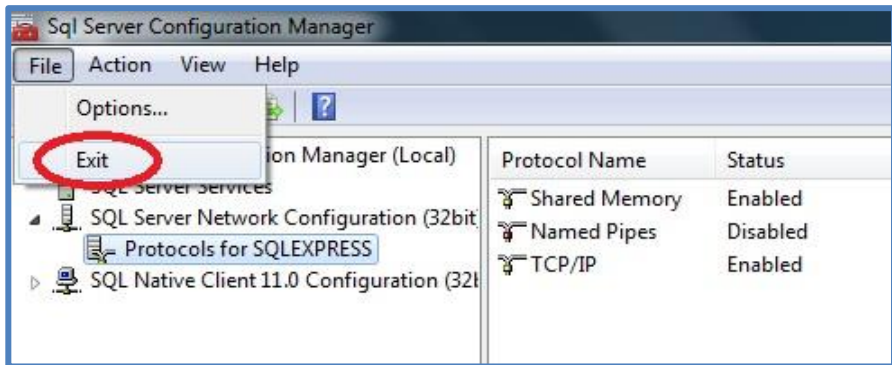 Sql Server Configuration Manager
File Action View Help
Options...
Exit
ion Manager (Local)
SQL Server Services
SQL Server Network Configuration (32bit
Protocols for SQLEXPRESS
SQL Native Client 11.0 Configuration (32b
Protocol Name Status
Shared Memory Enabled
Named Pipes Disabled
TCP/IP Enabled